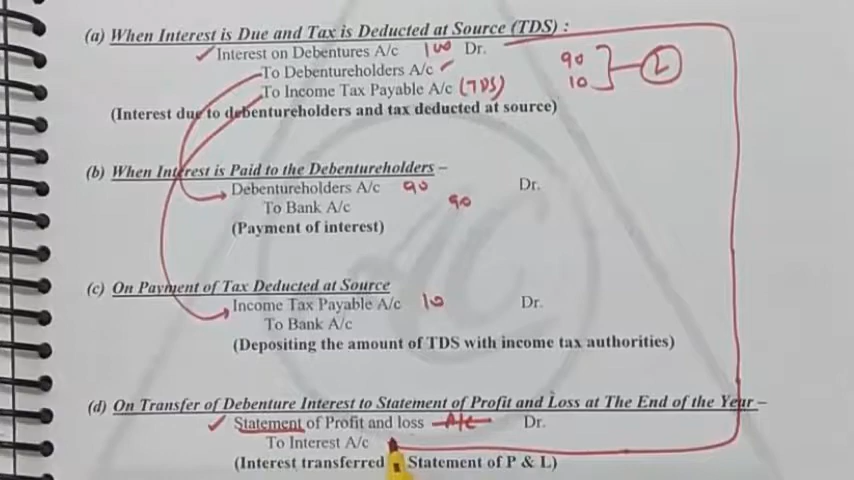 (a) When Interest is Due and Tax is Deducted at Source (TDS) :
Interest on Debentures A/c 100 Dr.
To Debentureholders A/c 90
To Income Tax Payable A/c (TDS) 10 L
(Interest due to debentureholders and tax deducted at source)
(b) When Interest is Paid to the Debentureholders –
Debentureholders A/c 90 Dr.
To Bank A/c 90
(Payment of interest)
(c) On Payment of Tax Deducted at Source
Income Tax Payable A/c 10 Dr.
To Bank A/c
(Depositing the amount of TDS with income tax authorities)
(d) On Transfer of Debenture Interest to Statement of Profit and Loss at The End of the Year –
Statement of Profit and loss A/c Dr.
To Interest A/c
(Interest transferred Statement of P & L)
AC